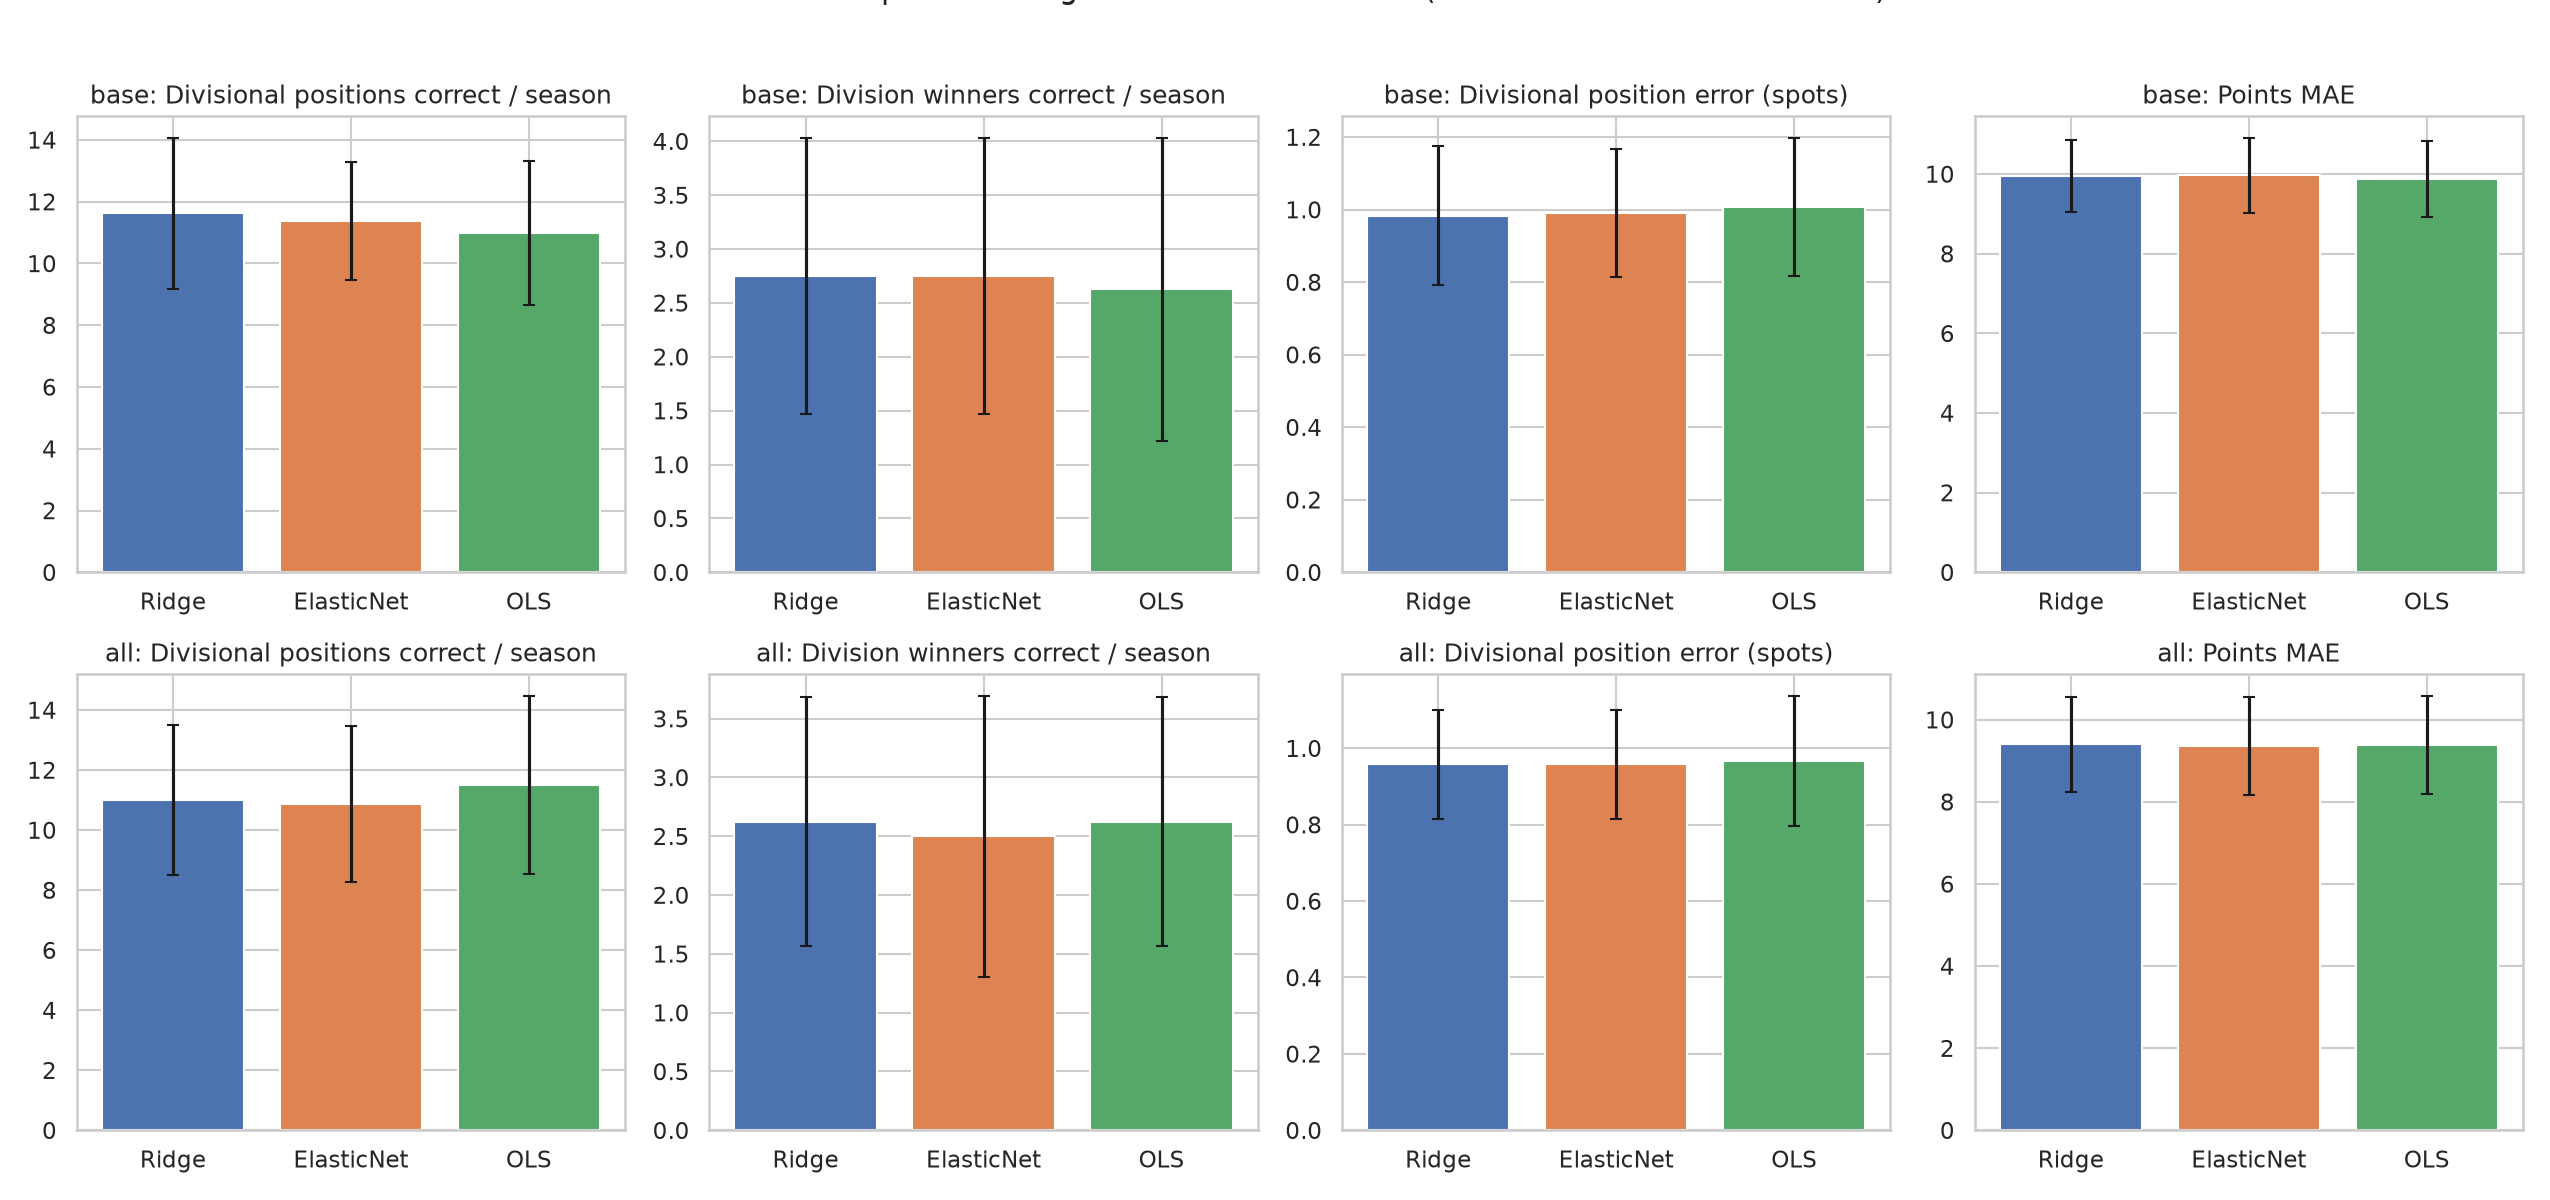 base: Divisional positions correct / season
base: Division winners correct / season
base: Divisional position error (spots)
base: Points MAE
14
12
10
8
6
4
2
0
Ridge
ElasticNet
OLS
4.0
3.5
3.0
2.5
2.0
1.5
1.0
0.5
0.0
Ridge
ElasticNet
OLS
1.2
1.0
0.8
0.6
0.4
0.2
0.0
Ridge
ElasticNet
OLS
10
8
6
4
2
0
Ridge
ElasticNet
OLS
all: Divisional positions correct / season
all: Division winners correct / season
all: Divisional position error (spots)
all: Points MAE
14
12
10
8
6
4
2
0
Ridge
ElasticNet
OLS
3.5
3.0
2.5
2.0
1.5
1.0
0.5
0.0
Ridge
ElasticNet
OLS
1.0
0.8
0.6
0.4
0.2
0.0
Ridge
ElasticNet
OLS
10
8
6
4
2
0
Ridge
ElasticNet
OLS